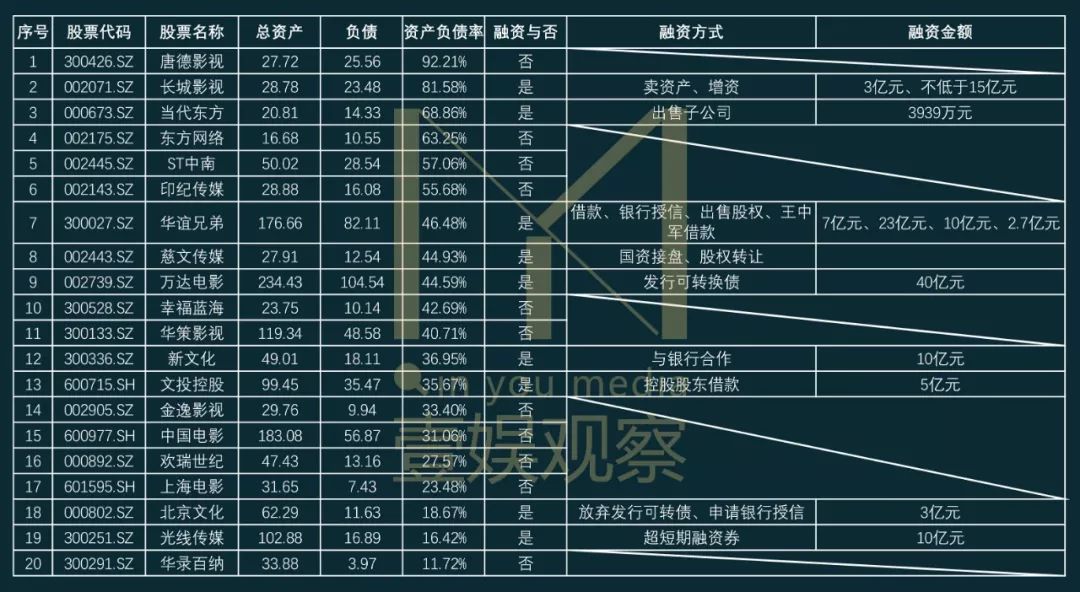 序号 股票代码 股票名称 总资产 负债 资产负债率 融资与否 融资方式 融资金额
1 300426.SZ 唐德影视 27.72 25.56 92.21% 否
2 002071.SZ 长城影视 28.78 23.48 81.58% 是 卖资产、增资 3亿元、不低于15亿元
3 000673.SZ 当代东方 20.81 14.33 68.86% 是 出售子公司 3939万元
4 002175.SZ 东方网络 16.68 10.55 63.25% 否
5 002445.SZ ST中南 50.02 28.54 57.06% 否
6 002143.SZ 印纪传媒 28.88 16.08 55.68% 否
7 300027.SZ 华谊兄弟 176.66 82.11 46.48% 是 借款、银行授信、出售股权、王中 7亿元、23亿元、10亿元、2.7亿元
军借款
8 002443.SZ 慈文传媒 27.91 12.54 44.93% 是 国资接盘、股权转让
9 002739.SZ 万达电影 234.43 104.54 44.59% 是 发行可转换债 40亿元
10 300528.SZ 幸福蓝海 23.75 10.14 42.69% 否
11 300133.SZ 华策影视 119.34 48.58 40.71% 否
12 300336.SZ 新文化 49.01 18.11 36.95% 是 与银行合作 10亿元
13 600715.SH 文投控股 99.45 35.47 35.67% 是 控股股东借款 5亿元
14 002905.SZ 金逸影视 29.76 9.94 33.40% 否
15 600977.SH 中国电影 183.08 56.87 31.06% 否
16 000892.SZ 欢瑞世纪 47.43 13.16 27.57% 否
17 601595.SH 上海电影 31.65 7.43 23.48% 否
18 000802.SZ 北京文化 62.29 11.63 18.67% 是 放弃发行可转债、申请银行授信 3亿元
19 300251.SZ 光线传媒 102.88 16.89 16.42% 是 超短期融资券 10亿元
20 300291.SZ 华录百纳 33.88 3.97 11.72% 否
in you media
壹娱观察